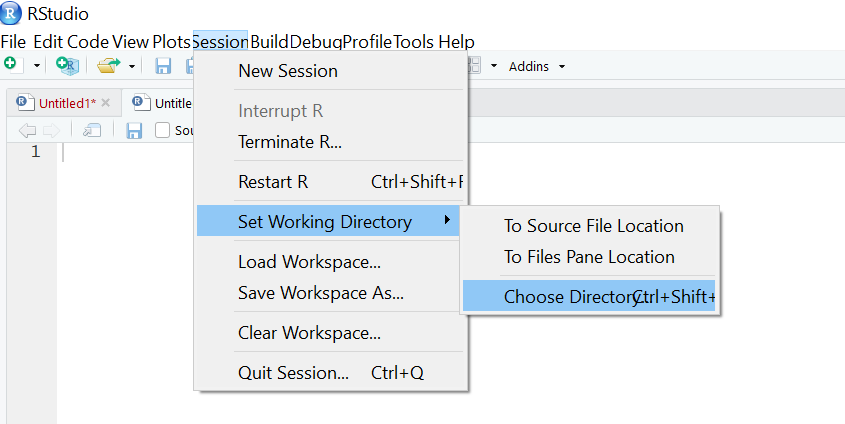 RStudio
File Edit Code View Plots Session Build Debug Profile Tools Help
Addins
Untitled1*
Untitle
Sou
1
New Session
Interrupt R
Terminate R...
Restart R Ctrl+Shift+F
Set Working Directory
To Source File Location
To Files Pane Location
Choose Directory... Ctrl+Shift+
Load Workspace...
Save Workspace As...
Clear Workspace...
Quit Session... Ctrl+Q